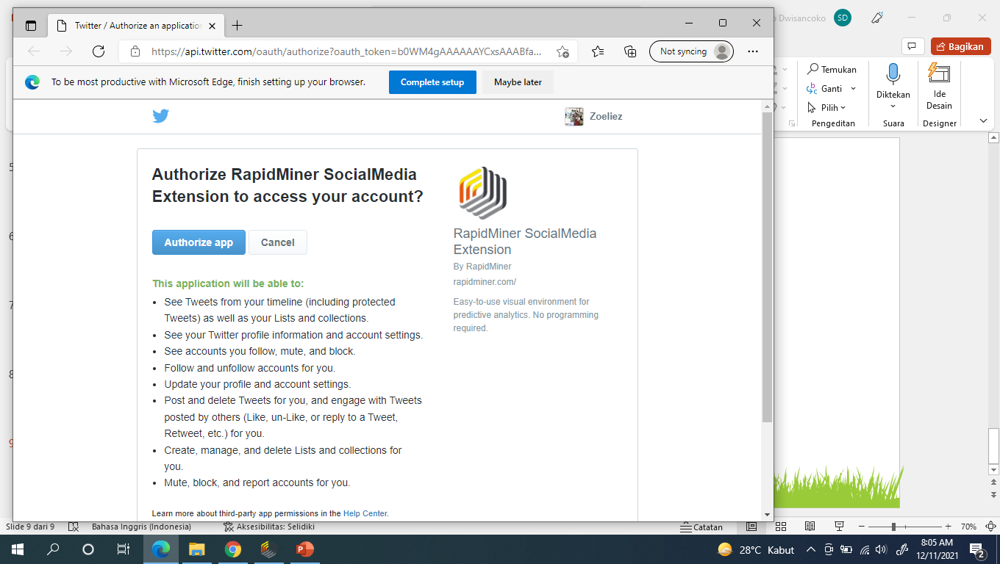 Twitter / Authorize an application
Dwisancoko
SD
https://api.twitter.com/oauth/authorize?oauth_token=b0WM4gAAAAAAYCxsAAABfa...
Not syncing
Bagikan
To be most productive with Microsoft Edge, finish setting up your browser.
Complete setup
Maybe later
Temukan
Ganti
Pilih
Pengeditan
Diktekan
Suara
Ide
Desain
Designer
Zoeliez
Authorize RapidMiner SocialMedia
Extension to access your account?
Authorize app
Cancel
This application will be able to:
• See Tweets from your timeline (including protected
Tweets) as well as your Lists and collections.
• See your Twitter profile information and account settings.
• See accounts you follow, mute, and block.
• Follow and unfollow accounts for you.
• Update your profile and account settings.
• Post and delete Tweets for you, and engage with Tweets
posted by others (Like, un-Like, or reply to a Tweet,
Retweet, etc.) for you.
• Create, manage, and delete Lists and collections for
you.
• Mute, block, and report accounts for you.
Learn more about third-party app permissions in the Help Center.
RapidMiner SocialMedia
Extension
By RapidMiner
rapidminer.com/
Easy-to-use visual environment for
predictive analytics. No programming
required.
5
6
7
8
9
Slide 9 dari 9
Bahasa Inggris (Indonesia)
Aksesibilitas: Selidiki
Catatan
70%
28°C Kabut
8:05 AM
12/11/2021
2